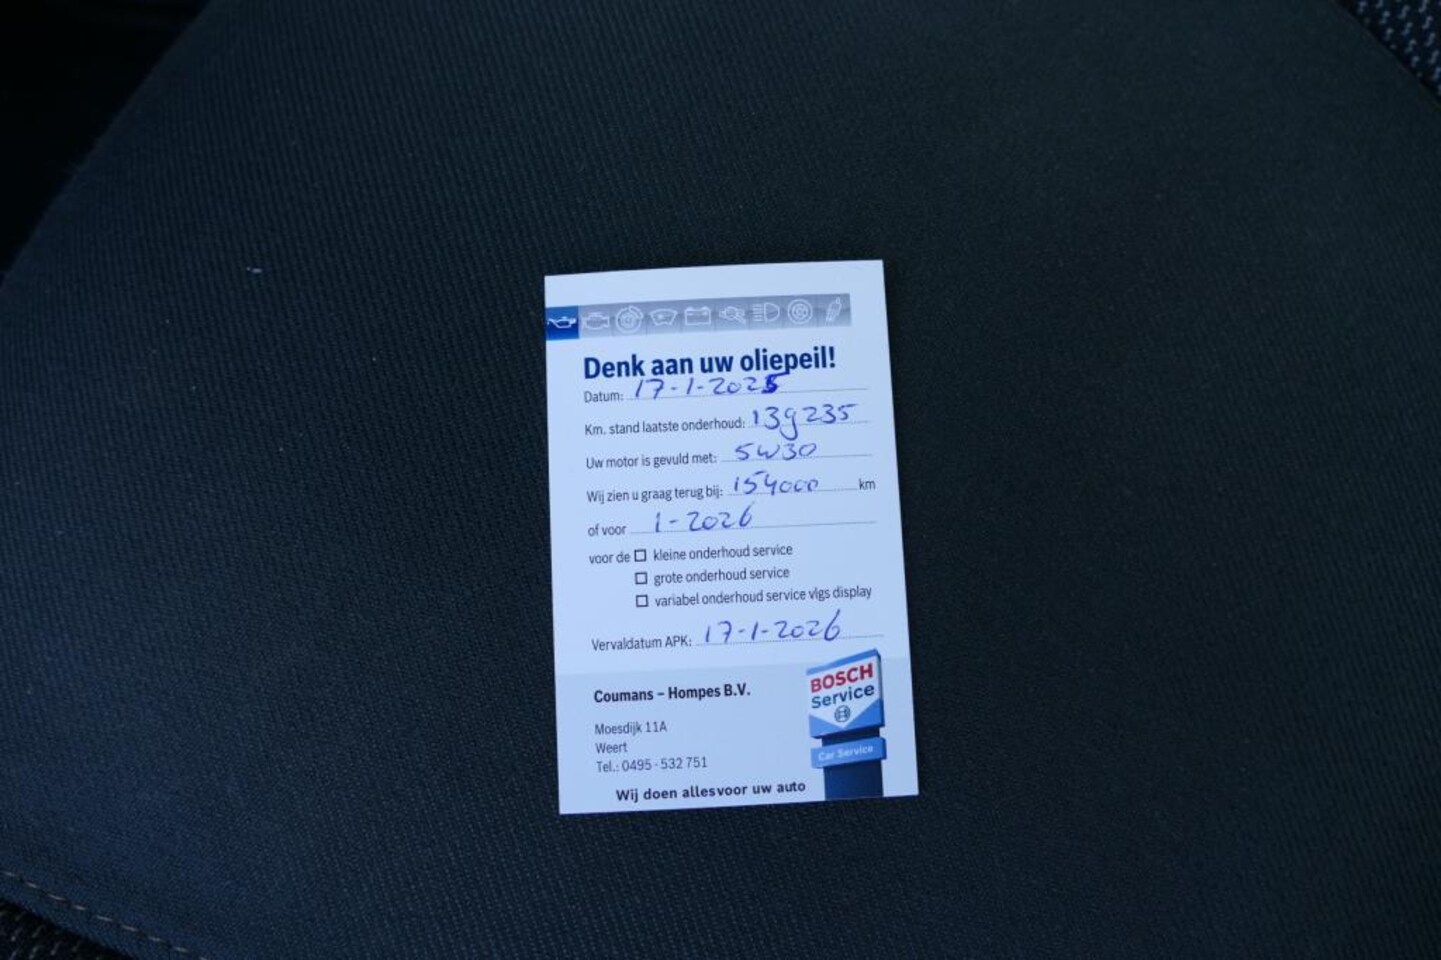 Denk aan uw oliepeil!
Datum: 17-1-2025
Km. stand laatste onderhoud: 139235
Uw motor is gevuld met: 5W30
Wij zien u graag terug bij: 154000 km
of voor 1-2026
voor de □ kleine onderhoud service
□ grote onderhoud service
□ variabel onderhoud service vlgs display
Vervaldatum APK: 17-1-2026
Coumans – Hompes B.V.
Moesdijk 11A
Weert
Tel.: 0495 - 532 751
Wij doen allesvoor uw auto
BOSCH
Service
Car Service